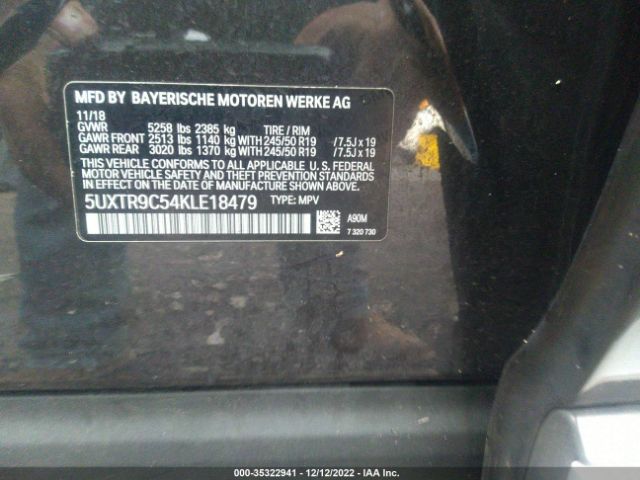 MFD BY BAYERISCHE MOTOREN WERKE AG
11/18
GVWR 5258 lbs 2385 kg TIRE / RIM
GAWR FRONT 2513 lbs 1140 kg WITH 245/50 R19 /7.5J x 19
GAWR REAR 3020 lbs 1370 kg WITH 245/50 R19 /7.5J x 19
THIS VEHICLE CONFORMS TO ALL APPLICABLE U.S. FEDERAL
MOTOR VEHICLE SAFETY AND THEFT PREVENTION STANDARDS
IN EFFECT ON THE DATE OF MANUFACTURE SHOWN ABOVE.
5UXTR9C54KLE18479 TYPE: MPV
A90M
7 320 730
000-35322941 - 12/12/2022 - IAA Inc.